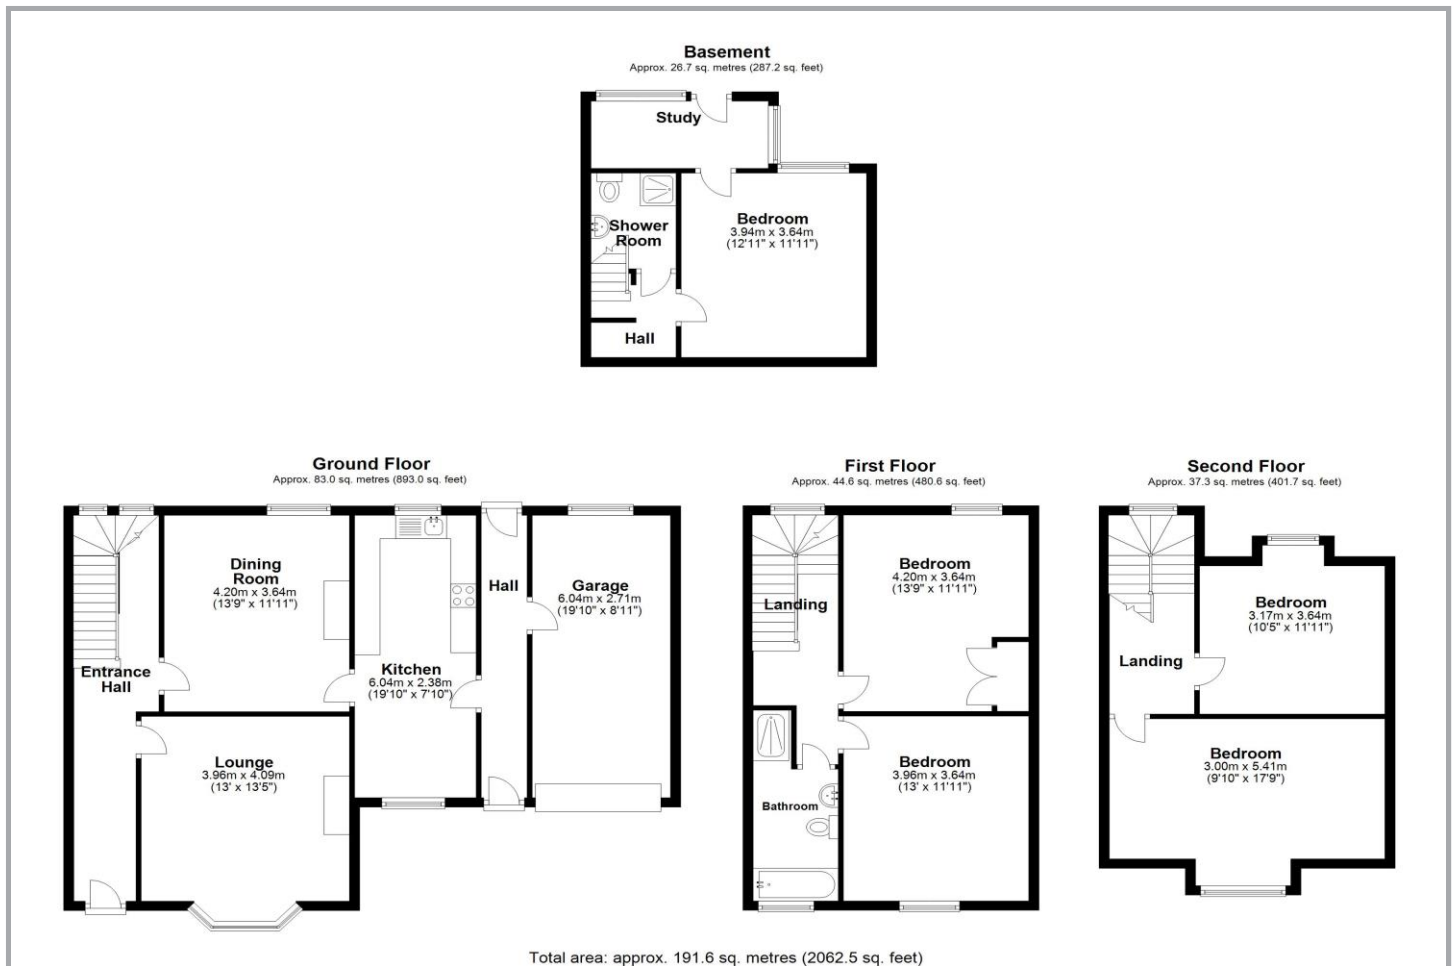 Basement
Approx. 26.7 sq. metres (287.2 sq. feet)
Study
Shower
Room
Bedroom
3.94m x 3.64m
(12'11" x 11'11")
Hall
Ground Floor
Approx. 83.0 sq. metres (893.0 sq. feet)
Dining
Room
4.20m x 3.64m
(13'9" x 11'11")
Hall
Garage
6.04m x 2.71m
(19'10" x 8'11")
Entrance
Hall
Kitchen
6.04m x 2.38m
(19'10" x 7'10")
Lounge
3.96m x 4.09m
(13' x 13'5")
First Floor
Approx. 44.6 sq. metres (480.6 sq. feet)
Bedroom
4.20m x 3.64m
(13'9" x 11'11")
Landing
Bedroom
3.96m x 3.64m
(13' x 11'11")
Bathroom
Second Floor
Approx. 37.3 sq. metres (401.7 sq. feet)
Bedroom
3.17m x 3.64m
(10'5" x 11'11")
Landing
Bedroom
3.00m x 5.41m
(9'10" x 17'9")
Total area: approx. 191.6 sq. metres (2062.5 sq. feet)